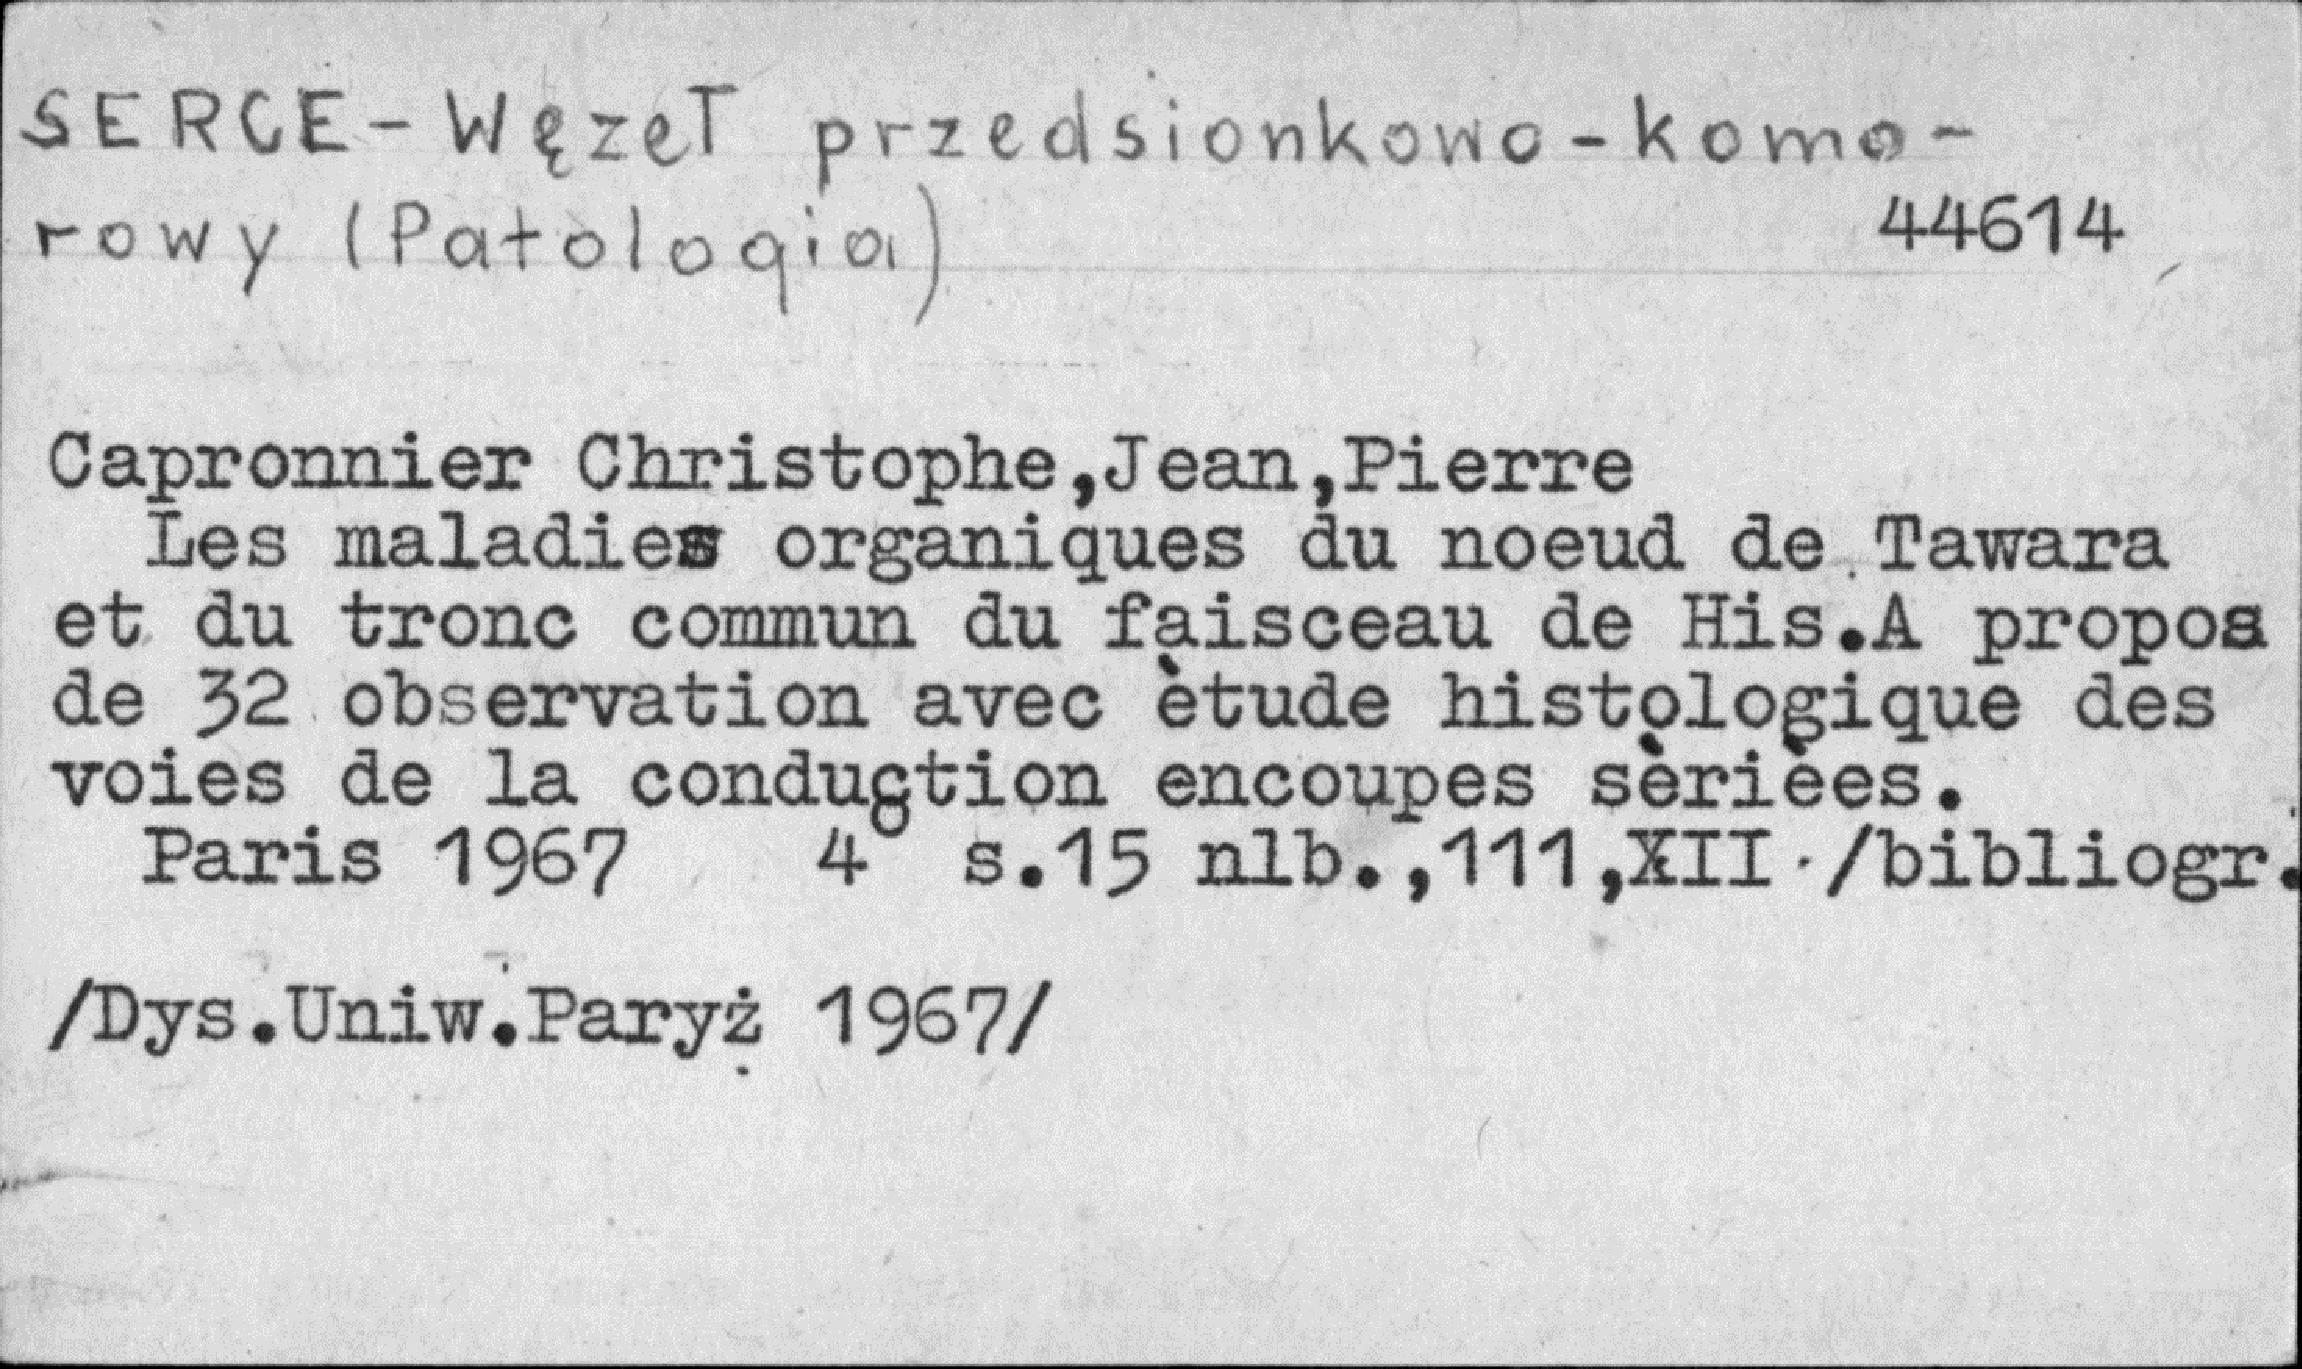 SERCE - Węzeł przedsionkowo - komo-
rowy (Patologia)
44614
Capronnier Christophe,Jean,Pierre
Les maladies organiques du noeud de Tawara
et du tronc commun du faisceau de His.A propos
de 32 observation avec ètude histologique des
voies de la conduction encoupes sèrièes.
Paris 1967 4° s.15 nlb.,111,XII /bibliogr.
/Dys.Uniw.Paryż 1967/